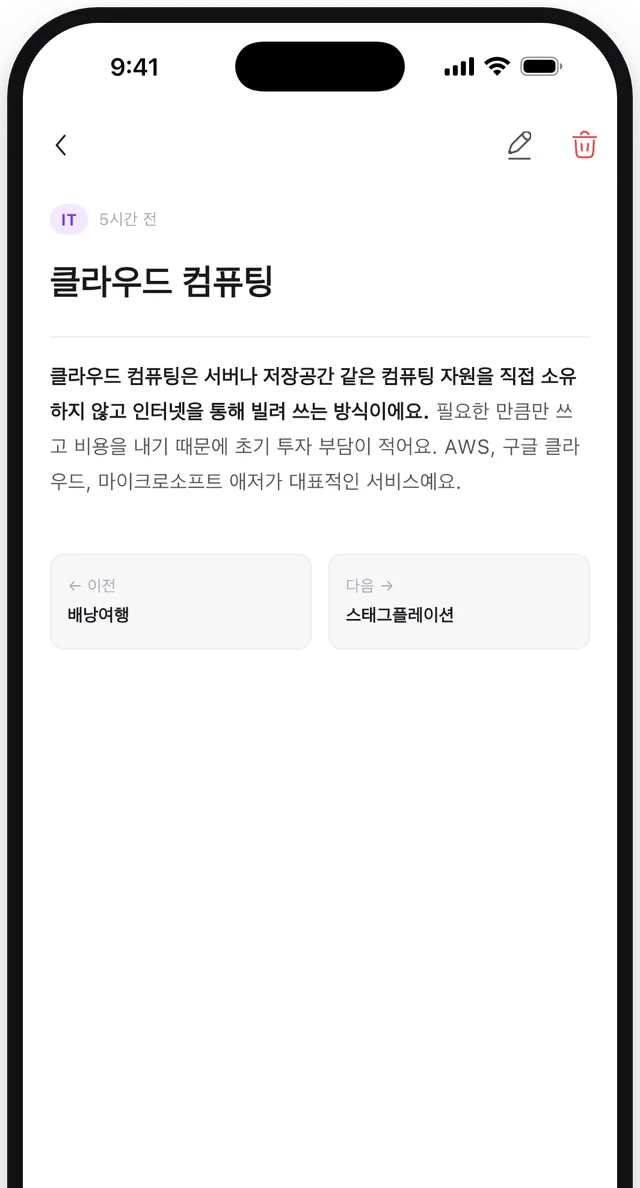 9:41
IT 5시간 전
클라우드 컴퓨팅
클라우드 컴퓨팅은 서버나 저장공간 같은 컴퓨팅 자원을 직접 소유
하지 않고 인터넷을 통해 빌려 쓰는 방식이에요. 필요한 만큼만 쓰
고 비용을 내기 때문에 초기 투자 부담이 적어요. AWS, 구글 클라
우드, 마이크로소프트 애저가 대표적인 서비스예요.
← 이전
배낭여행
다음 →
스태그플레이션